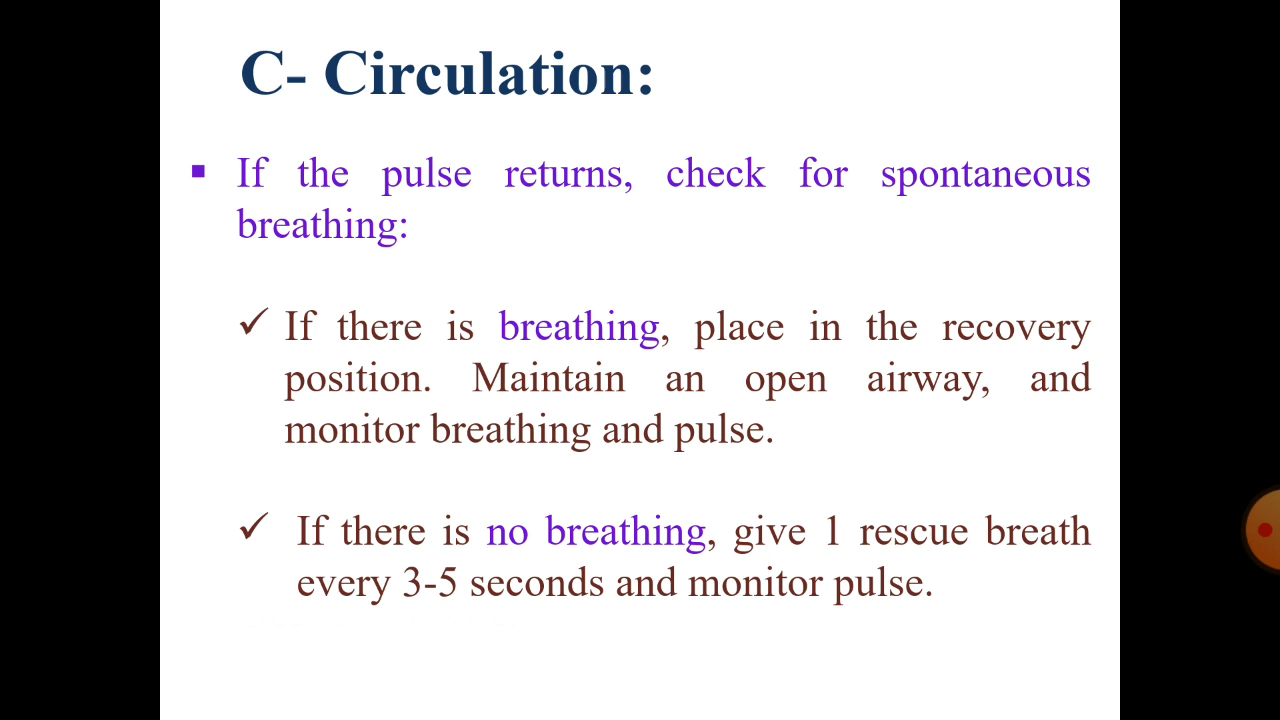 C- Circulation:
▪ If the pulse returns, check for spontaneous
breathing:
✓ If there is breathing, place in the recovery
position. Maintain an open airway, and
monitor breathing and pulse.
✓ If there is no breathing, give 1 rescue breath
every 3-5 seconds and monitor pulse.